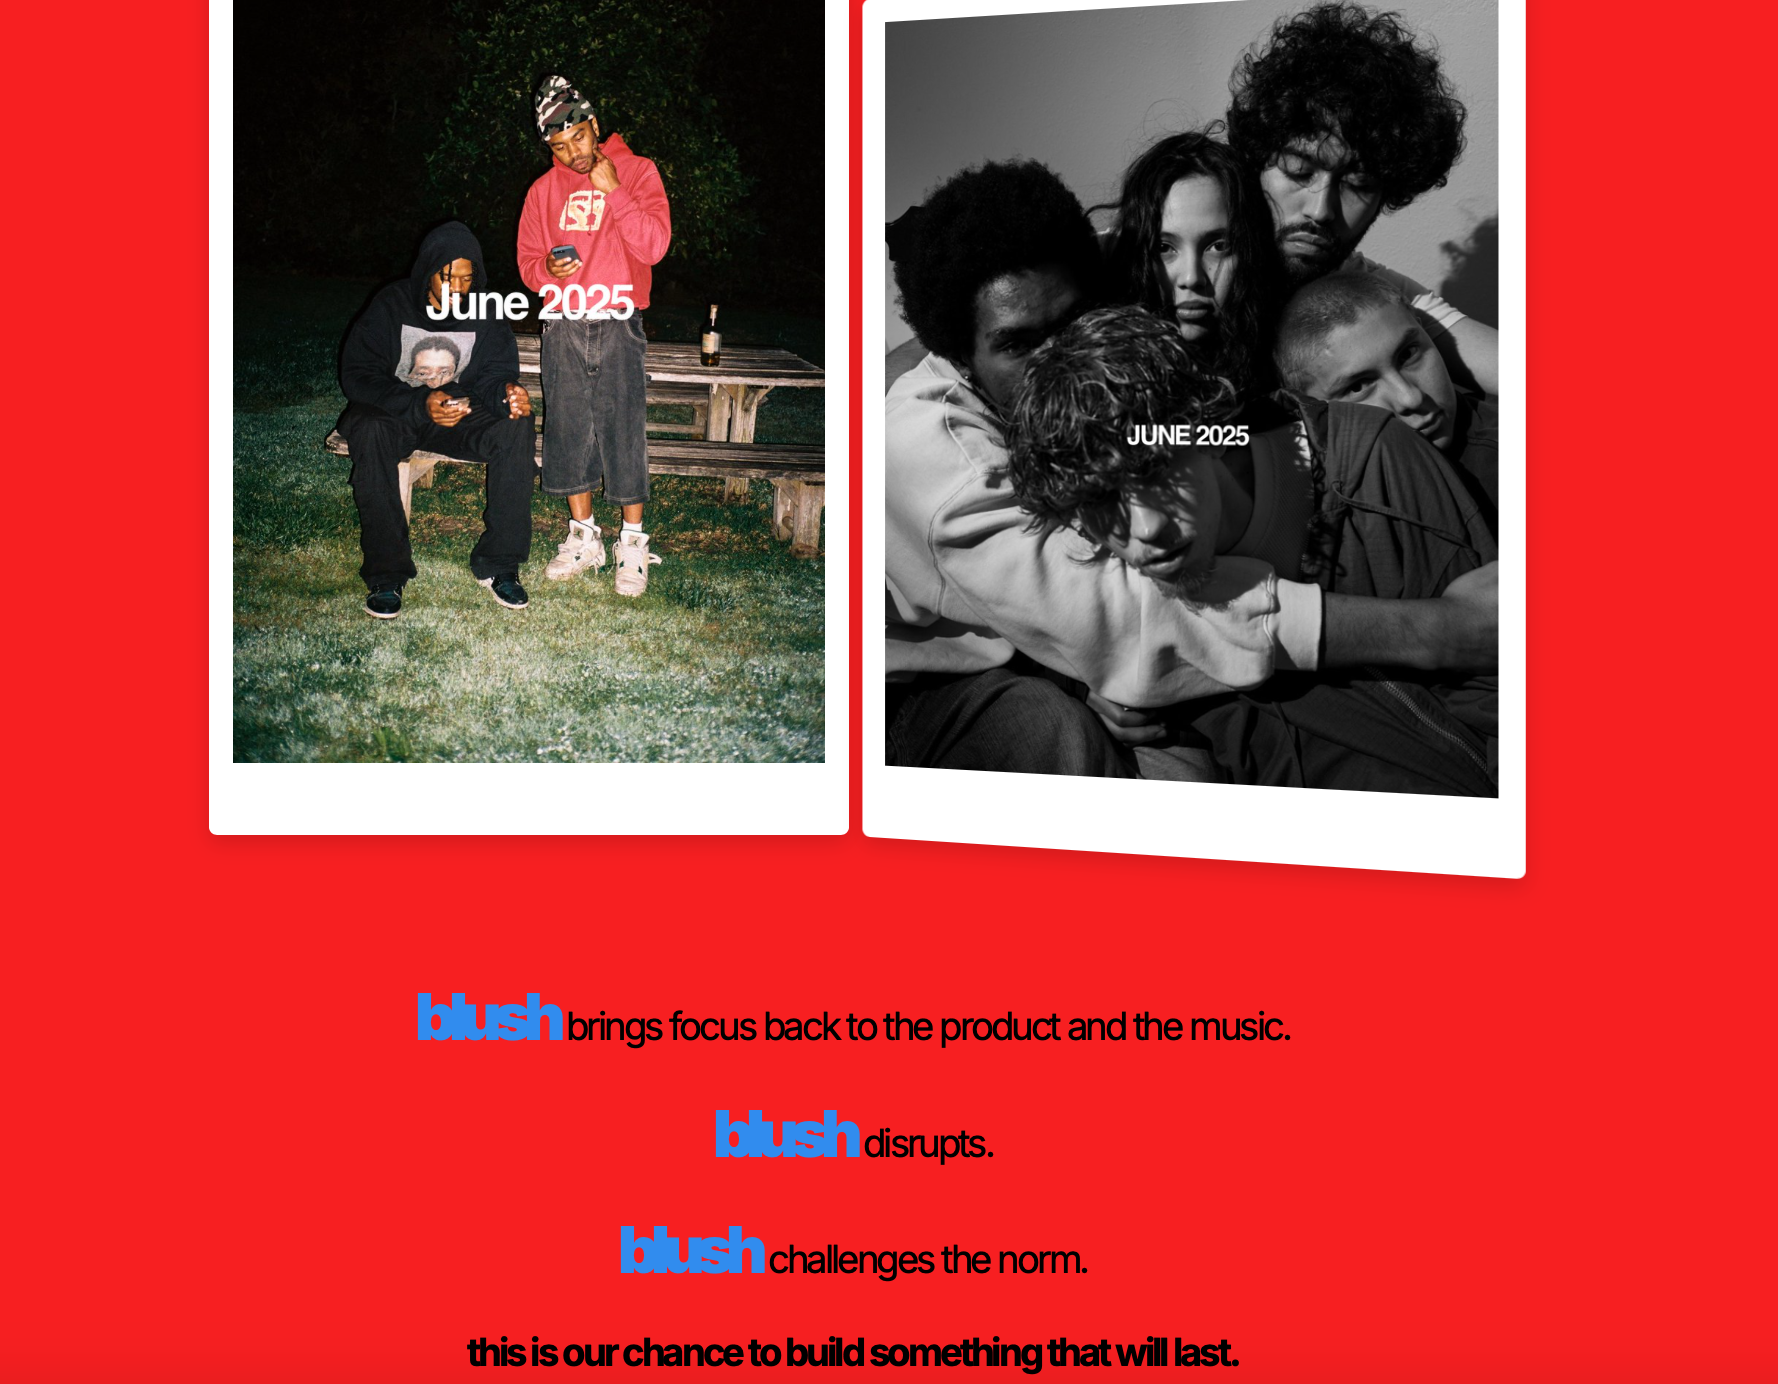 June 2025
JUNE 2025
blush brings focus back to the product and the music.
blush disrupts.
blush challenges the norm.
this is our chance to build something that will last.